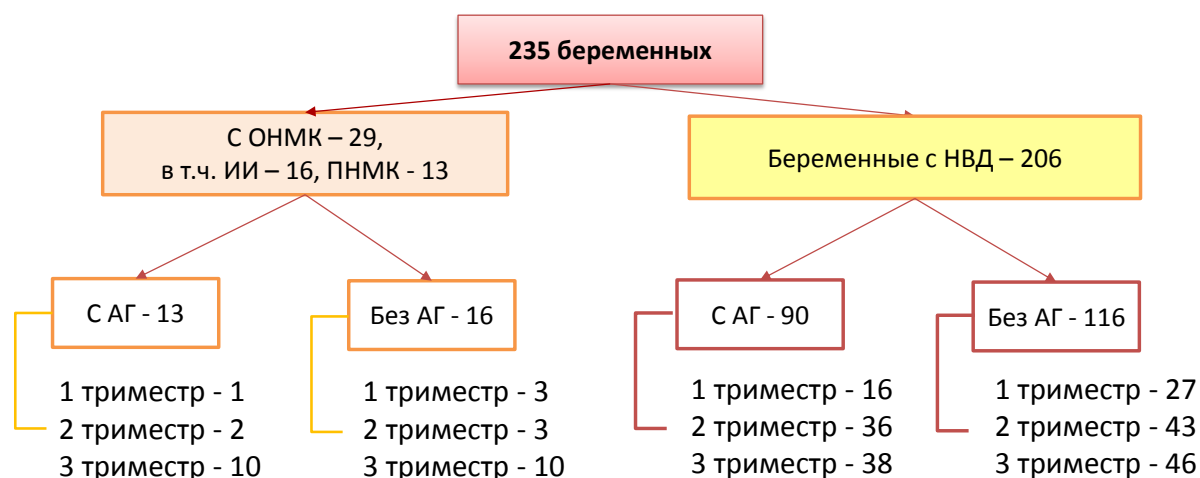 235 беременных
С ОНМК – 29,
в т.ч. ИИ – 16, ПНМК - 13
Беременные с НВД – 206
С АГ - 13
Без АГ - 16
С АГ - 90
Без АГ - 116
1 триместр - 1
2 триместр - 2
3 триместр - 10
1 триместр - 3
2 триместр - 3
3 триместр - 10
1 триместр - 16
2 триместр - 36
3 триместр - 38
1 триместр - 27
2 триместр - 43
3 триместр - 46